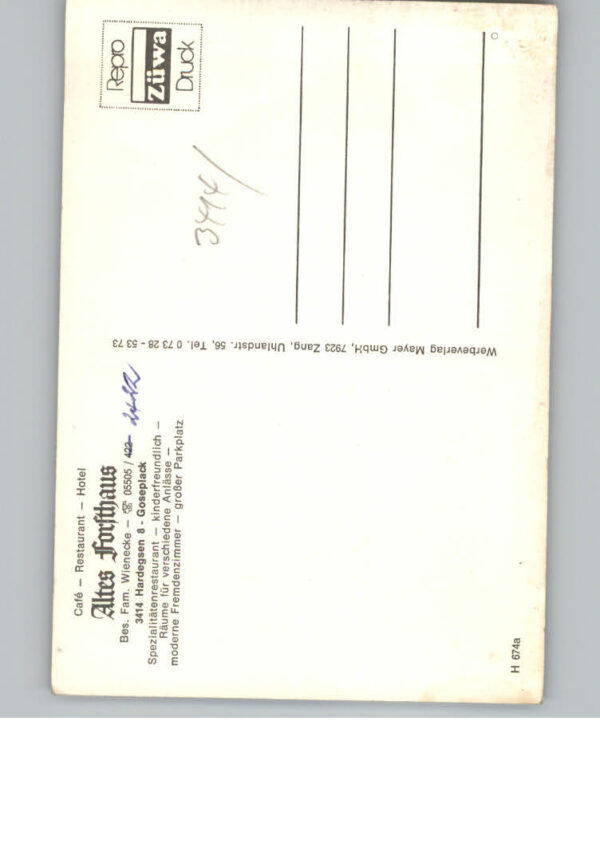 Café – Restaurant – Hotel
Altes Forsthaus
Bes. Fam. Wienecke – ☏ 05505 / 422 2422
3414 Hardegsen 8 - Goseplack
Spezialitätenrestaurant – kinderfreundlich –
Räume für verschiedene Anlässe –
moderne Fremdenzimmer – großer Parkplatz
H 674a
Werbeverlag Mayer GmbH, 7923 Zang, Uhlandstr. 56, Tel. 0 73 28 - 53 73
Repro
Züwa
Druck
3414/